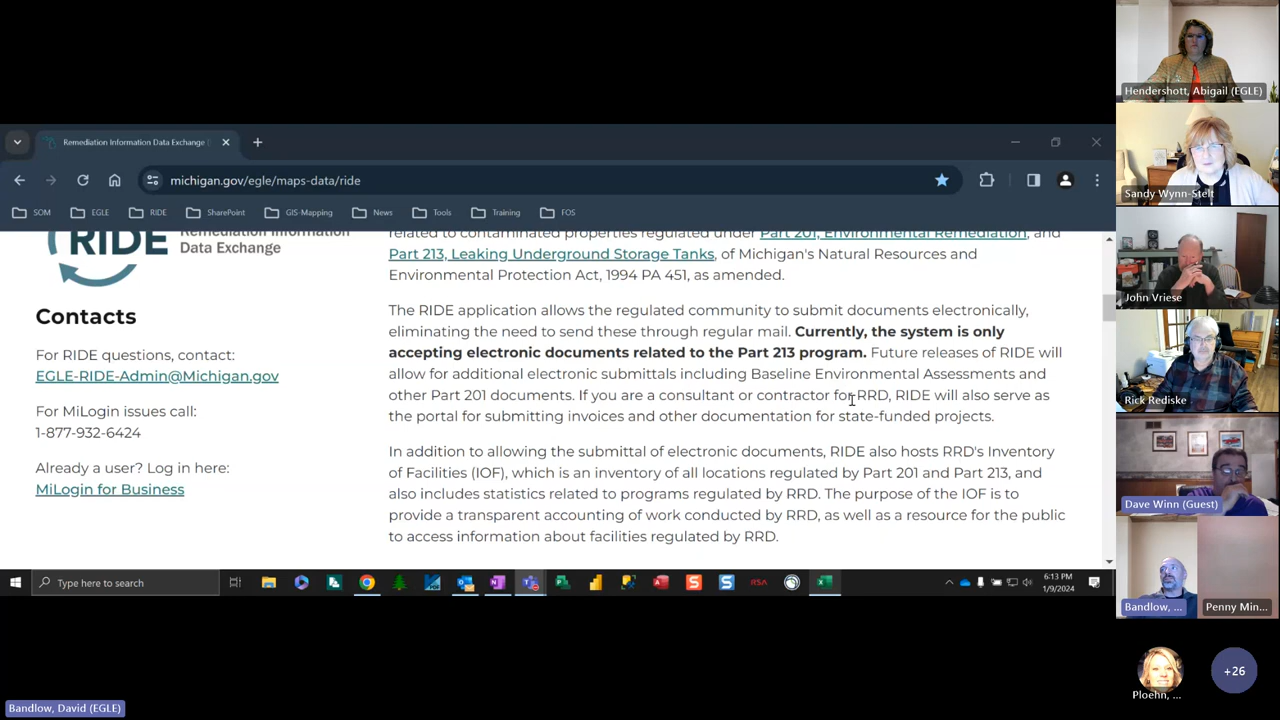 Hendershott, Abigail (EGLE)
Remediation Information Data Exchange
michigan.gov/egle/maps-data/ride
Sandy Wynn-Stelt
SOM EGLE RIDE SharePoint GIS-Mapping News Tools Training FOS
RIDE
Remediation Information
Data Exchange
related to contaminated properties regulated under Part 201, Environmental Remediation, and
Part 213, Leaking Underground Storage Tanks, of Michigan's Natural Resources and
Environmental Protection Act, 1994 PA 451, as amended.
John Vriese
Contacts
For RIDE questions, contact:
EGLE-RIDE-Admin@Michigan.gov
For MiLogin issues call:
1-877-932-6424
Already a user? Log in here:
MiLogin for Business
The RIDE application allows the regulated community to submit documents electronically,
eliminating the need to send these through regular mail. Currently, the system is only
accepting electronic documents related to the Part 213 program. Future releases of RIDE will
allow for additional electronic submittals including Baseline Environmental Assessments and
other Part 201 documents. If you are a consultant or contractor for RRD, RIDE will also serve as
the portal for submitting invoices and other documentation for state-funded projects.
In addition to allowing the submittal of electronic documents, RIDE also hosts RRD's Inventory
of Facilities (IOF), which is an inventory of all locations regulated by Part 201 and Part 213, and
also includes statistics related to programs regulated by RRD. The purpose of the IOF is to
provide a transparent accounting of work conducted by RRD, as well as a resource for the public
to access information about facilities regulated by RRD.
Rick Rediske
Dave Winn (Guest)
Type here to search
RSA
6:13 PM
1/9/2024
Bandlow, ...
Penny Min...
Ploehn, ...
+26
Bandlow, David (EGLE)